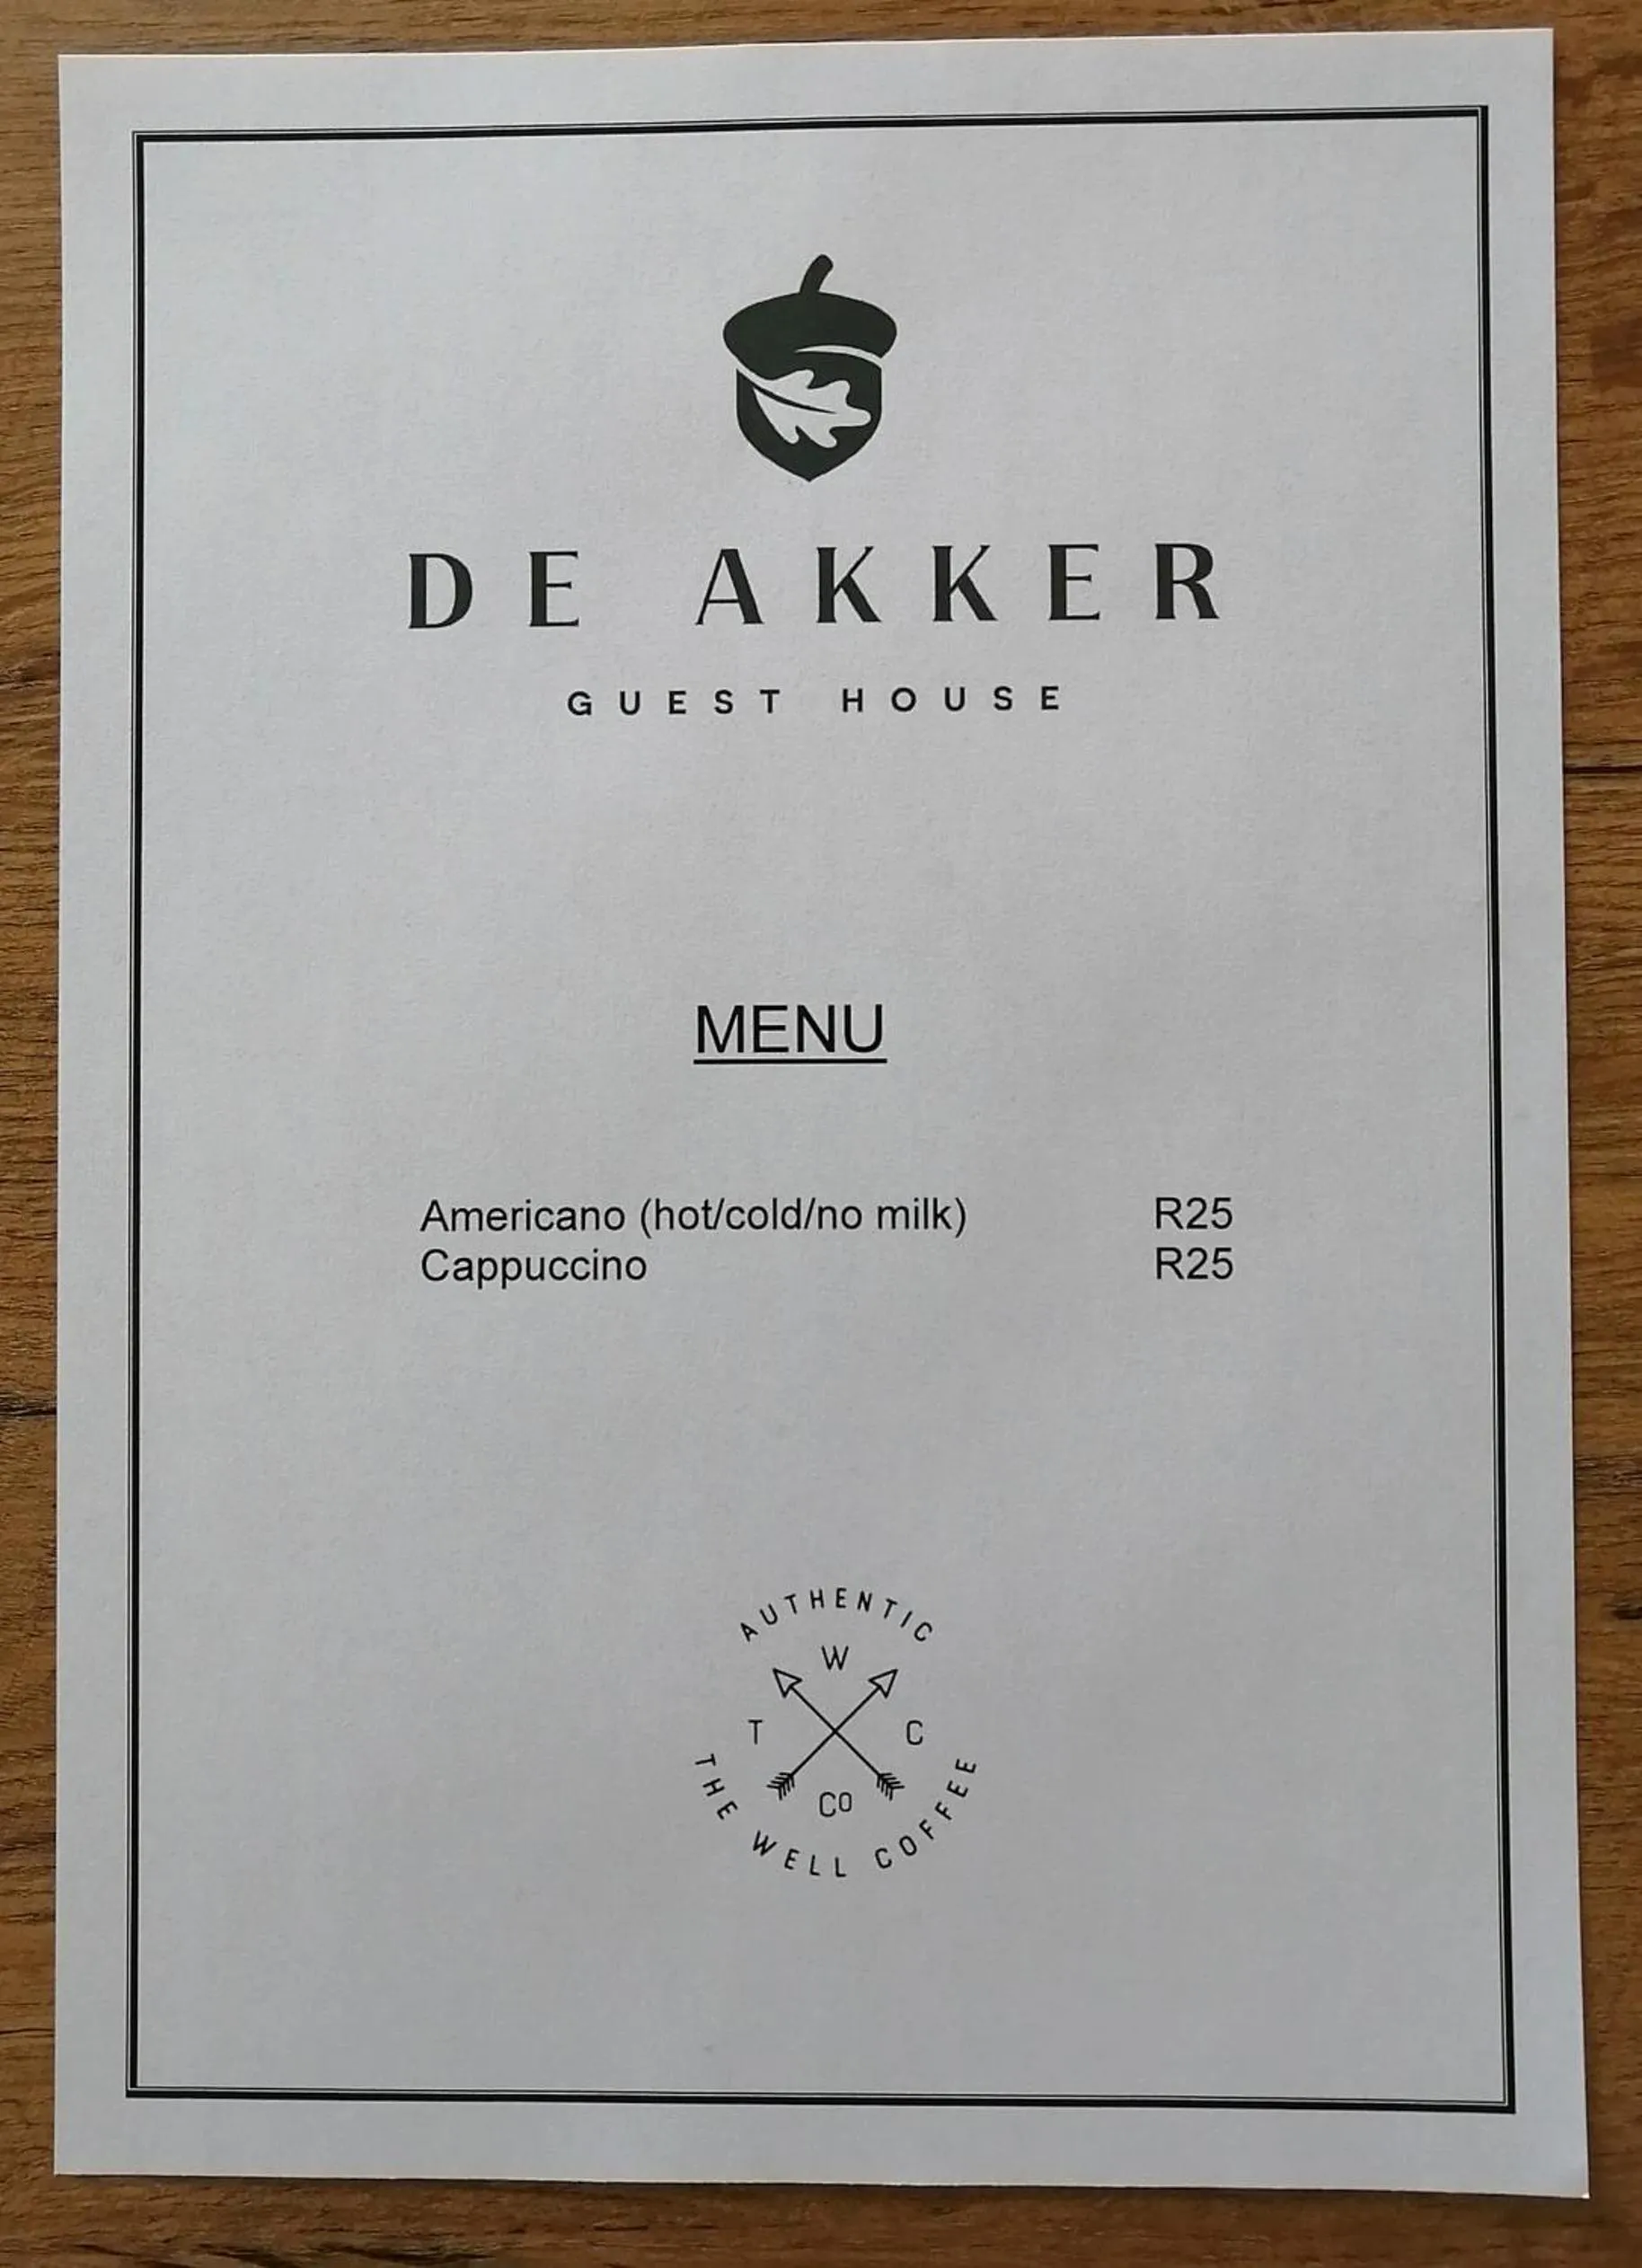 DE AKKER
GUEST HOUSE
MENU
Americano (hot/cold/no milk) R25
Cappuccino R25
AUTHENTIC
W
T C
CO
THE WELL COFFEE